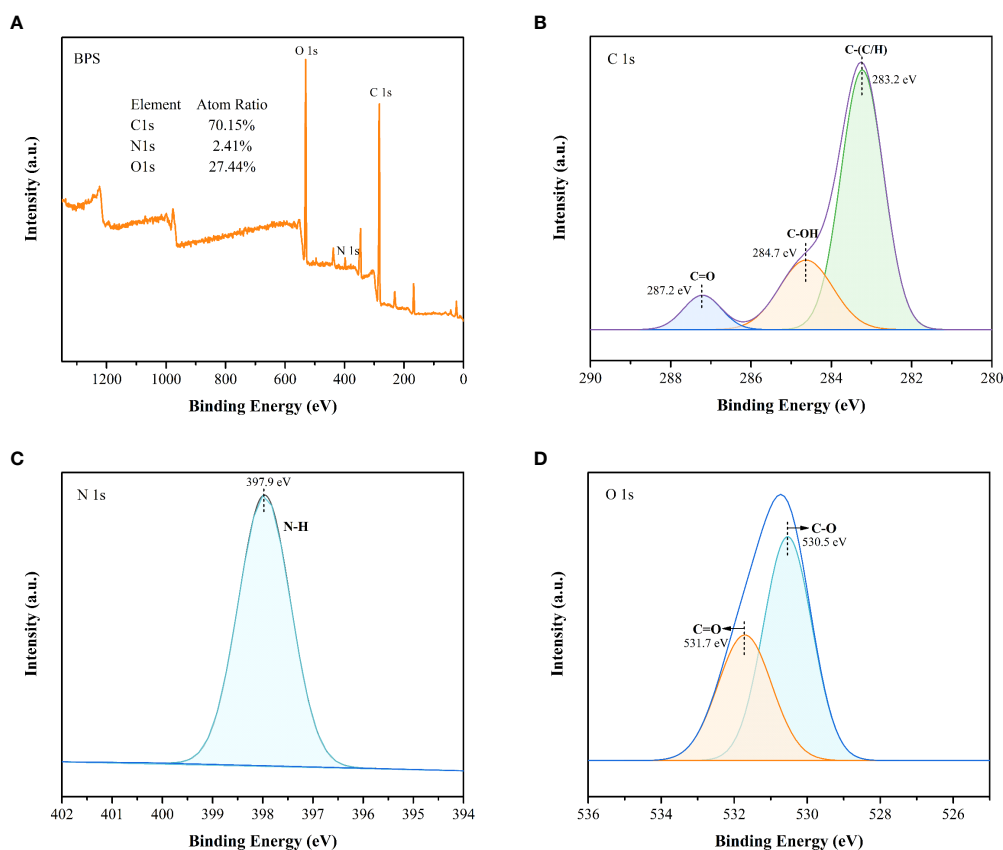 A
BPS
O 1s
C 1s
Element Atom Ratio
C1s 70.15%
N1s 2.41%
O1s 27.44%
N 1s
Intensity (a.u.)
1200 1000 800 600 400 200 0
Binding Energy (eV)
B
C 1s
C-(C/H)
283.2 eV
C-OH
284.7 eV
C=O
287.2 eV
Intensity (a.u.)
290 288 286 284 282 280
Binding Energy (eV)
C
N 1s
397.9 eV
N-H
Intensity (a.u.)
402 401 400 399 398 397 396 395 394
Binding Energy (eV)
D
O 1s
C-O
530.5 eV
C=O
531.7 eV
Intensity (a.u.)
536 534 532 530 528 526
Binding Energy (eV)